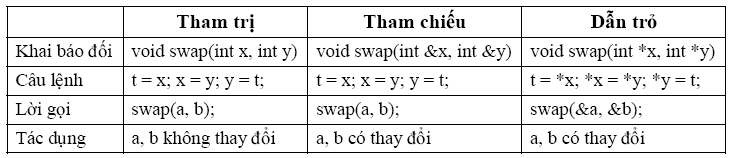 Tham trị Tham chiếu Dẫn trỏ
Khai báo đối void swap(int x, int y) void swap(int &x, int &y) void swap(int *x, int *y)
Câu lệnh t = x; x = y; y = t; t = x; x = y; y = t; t = *x; *x = *y; *y = t;
Lời gọi swap(a, b); swap(a, b); swap(&a, &b);
Tác dụng a, b không thay đổi a, b có thay đổi a, b có thay đổi